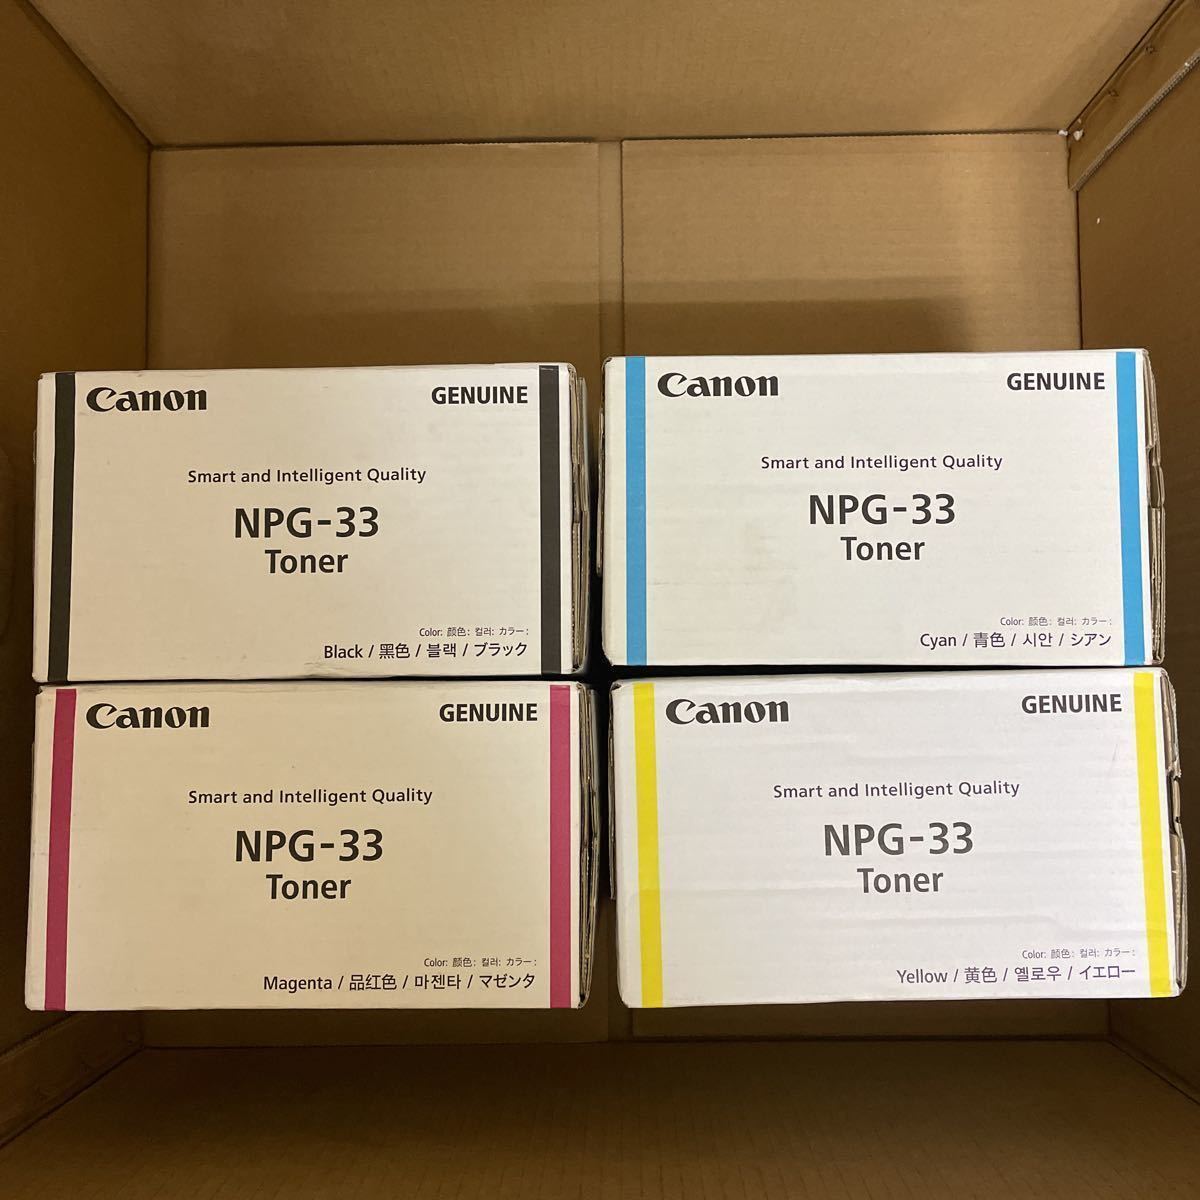 Canon
GENUINE
Smart and Intelligent Quality
NPG-33
Toner
Color: 颜色: 컬러: カラー:
Black / 黑色 / 블랙 / ブラック
Canon
GENUINE
Smart and Intelligent Quality
NPG-33
Toner
Color: 颜色: 컬러: カラー:
Cyan / 青色 / 시안 / シアン
Canon
GENUINE
Smart and Intelligent Quality
NPG-33
Toner
Color: 颜色: 컬러: カラー:
Magenta / 品红色 / 마젠타 / マゼンタ
Canon
GENUINE
Smart and Intelligent Quality
NPG-33
Toner
Color: 颜色: 컬러: カラー:
Yellow / 黄色 / 옐로우 / イエロー